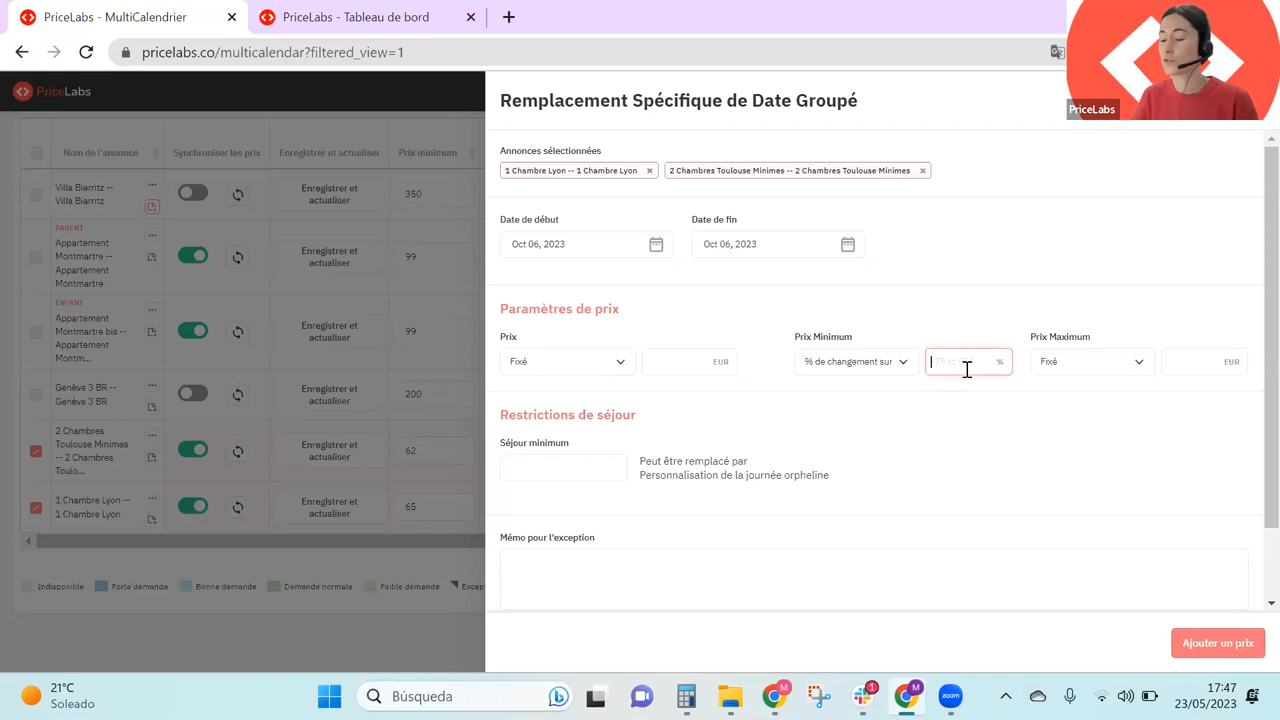 PriceLabs - MultiCalendrier
PriceLabs - Tableau de bord
pricelabs.co/multicalendar?filtered_view=1
PriceLabs
PriceLabs
Remplacement Spécifique de Date Groupé
Annonces sélectionnées
1 Chambre Lyon -- 1 Chambre Lyon
2 Chambres Toulouse Minimes -- 2 Chambres Toulouse Minimes
Date de début
Date de fin
Oct 06, 2023
Oct 06, 2023
Paramètres de prix
Prix
Prix Minimum
Prix Maximum
Fixé
EUR
% de changement sur
%
Fixé
EUR
Restrictions de séjour
Séjour minimum
Peut être remplacé par
Personnalisation de la journée orpheline
Mémo pour l'exception
Ajouter un prix
Nom de l'annonce
Synchroniser les prix
Enregistrer et actualiser
Prix minimum
Villa Biarritz --
Villa Biarritz
Enregistrer et
actualiser
350
PARENT
Appartement
Montmartre --
Appartement
Montmartre
Enregistrer et
actualiser
99
ENFANT
Appartement
Montmartre bis --
Appartement
Montmartre
Enregistrer et
actualiser
99
Genève 3 BR --
Genève 3 BR
Enregistrer et
actualiser
200
2 Chambres
Toulouse Minimes
-- 2 Chambres
Toulo...
Enregistrer et
actualiser
62
1 Chambre Lyon --
1 Chambre Lyon
Enregistrer et
actualiser
65
Indisponible
Forte demande
Bonne demande
Demande normale
Faible demande
Excep
21°C
Soleado
Búsqueda
M
1
M
zoom
17:47
23/05/2023